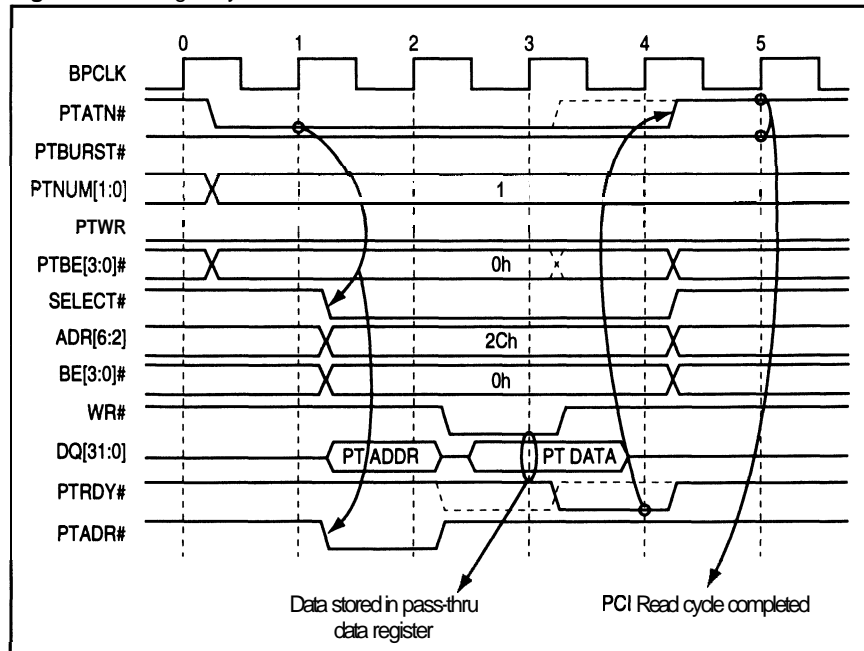 0 1 2 3 4 5
BPCLK
PTATN#
PTBURST#
PTNUM[1:0] 1
PTWR
PTBE[3:0]# 0h
SELECT#
ADR[6:2] 2Ch
BE[3:0]# 0h
WR#
DQ[31:0] PT ADDR PT DATA
PTRDY#
PTADR#
Data stored in pass-thru
data register
PCI Read cycle completed